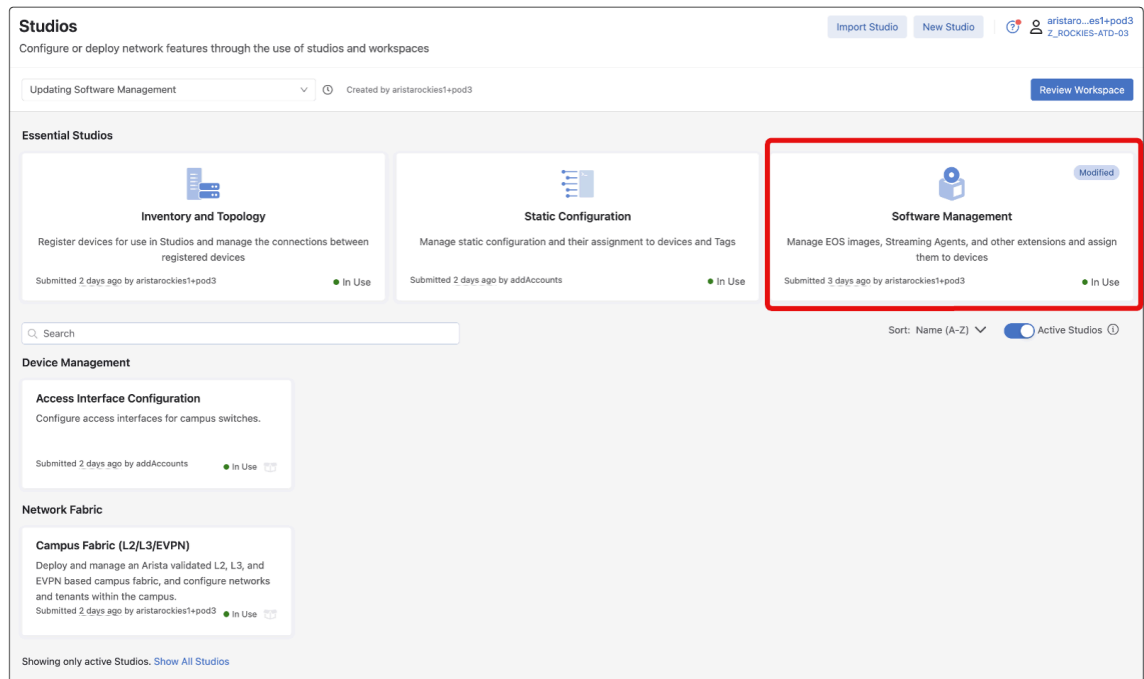 Studios
Configure or deploy network features through the use of studios and workspaces
Import Studio
New Studio
aristaro...es1+pod3
Z_ROCKIES-ATD-03
Updating Software Management
Created by aristarockies1+pod3
Review Workspace
Essential Studios
Inventory and Topology
Register devices for use in Studios and manage the connections between
registered devices
Submitted 2 days ago by aristarockies1+pod3
In Use
Static Configuration
Manage static configuration and their assignment to devices and Tags
Submitted 2 days ago by addAccounts
In Use
Modified
Software Management
Manage EOS images, Streaming Agents, and other extensions and assign
them to devices
Submitted 3 days ago by aristarockies1+pod3
In Use
Search
Sort: Name (A-Z)
Active Studios
Device Management
Access Interface Configuration
Configure access interfaces for campus switches.
Submitted 2 days ago by addAccounts
In Use
Network Fabric
Campus Fabric (L2/L3/EVPN)
Deploy and manage an Arista validated L2, L3, and
EVPN based campus fabric, and configure networks
and tenants within the campus.
Submitted 2 days ago by aristarockies1+pod3
In Use
Showing only active Studios. Show All Studios